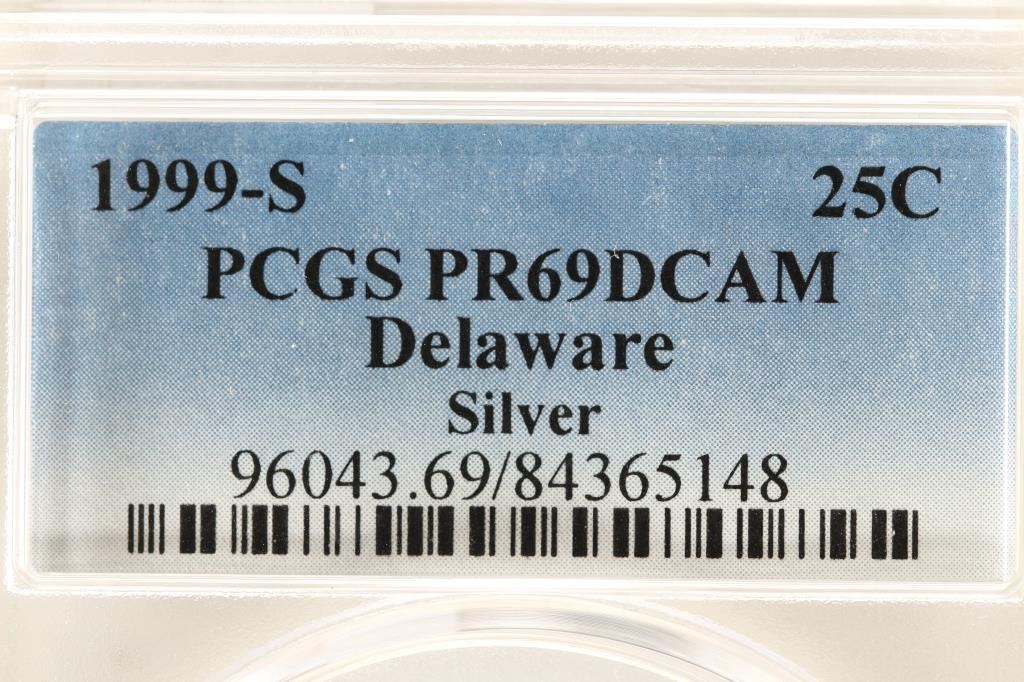 1999-S 25C
PCGS PR69DCAM
Delaware
Silver
96043.69/84365148